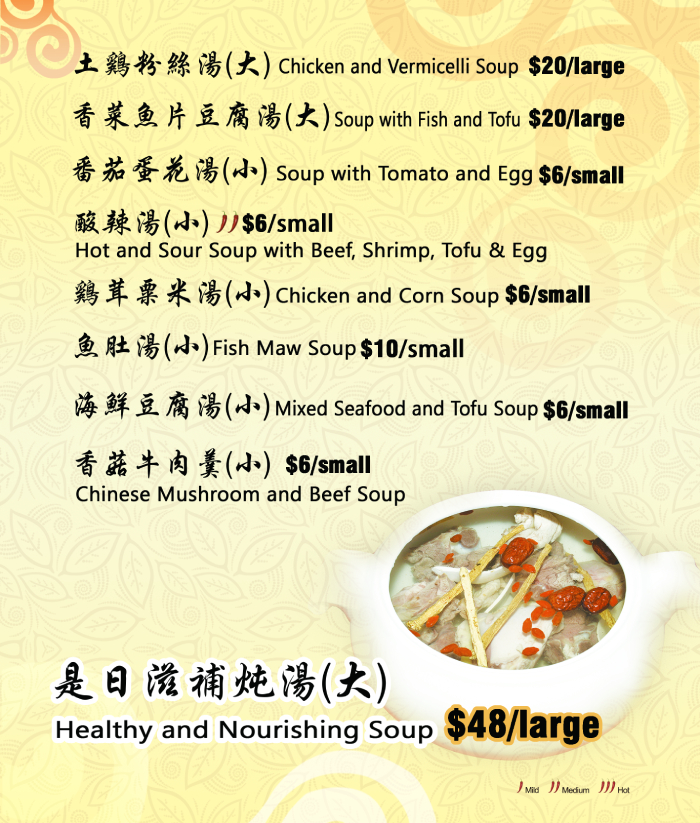 土鷄粉絲湯(大) Chicken and Vermicelli Soup $20/large
香菜魚片豆腐湯(大) Soup with Fish and Tofu $20/large
番茄蛋花湯(小) Soup with Tomato and Egg $6/small
酸辣湯(小) $6/small
Hot and Sour Soup with Beef, Shrimp, Tofu & Egg
鷄茸粟米湯(小) Chicken and Corn Soup $6/small
魚肚湯(小) Fish Maw Soup $10/small
海鮮豆腐湯(小) Mixed Seafood and Tofu Soup $6/small
香菇牛肉羹(小) $6/small
Chinese Mushroom and Beef Soup
是日滋補炖湯(大)
Healthy and Nourishing Soup $48/large
Mild Medium Hot